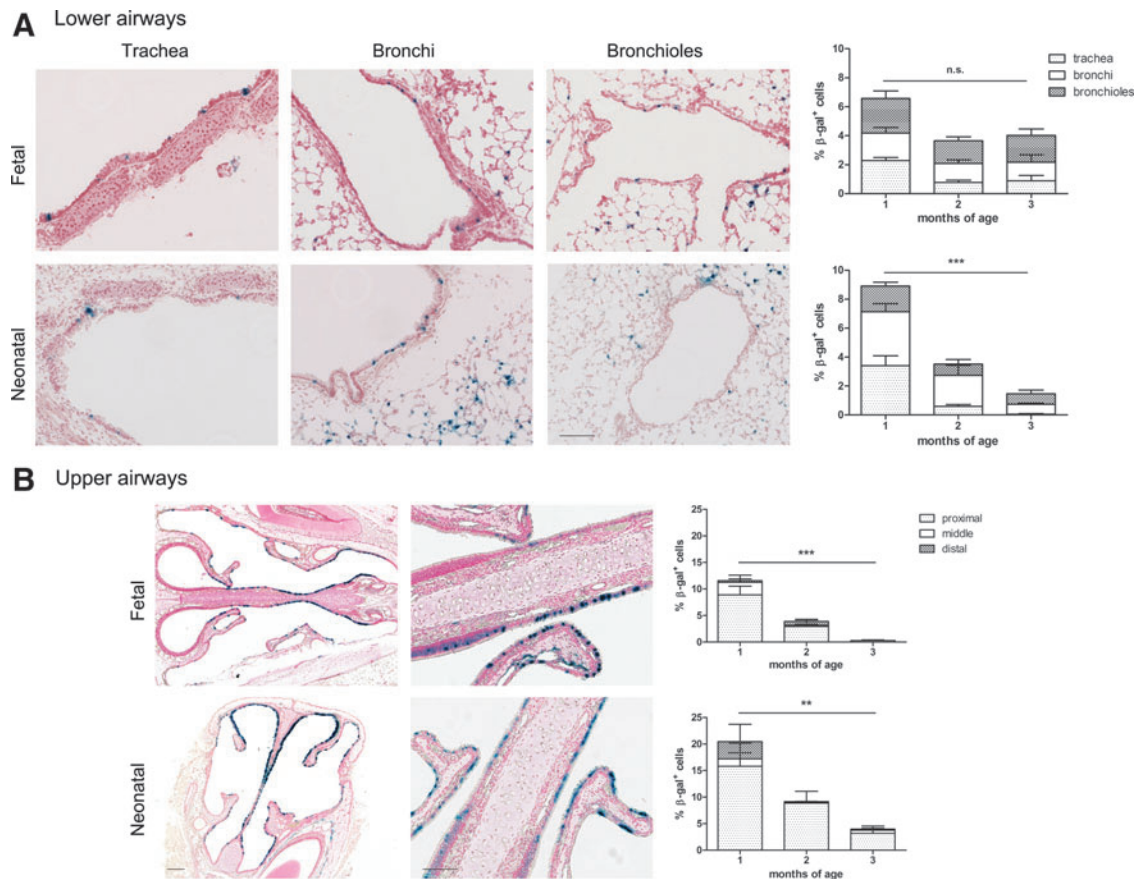 A Lower airways
Trachea Bronchi Bronchioles
Fetal
Neonatal
% β-gal⁺ cells
10
8
6
4
2
0
n.s.
1 2 3
months of age
trachea
bronchi
bronchioles
% β-gal⁺ cells
10
8
6
4
2
0
***
1 2 3
months of age
B Upper airways
Fetal
Neonatal
% β-gal⁺ cells
25
20
15
10
5
0
***
1 2 3
months of age
proximal
middle
distal
% β-gal⁺ cells
25
20
15
10
5
0
**
1 2 3
months of age